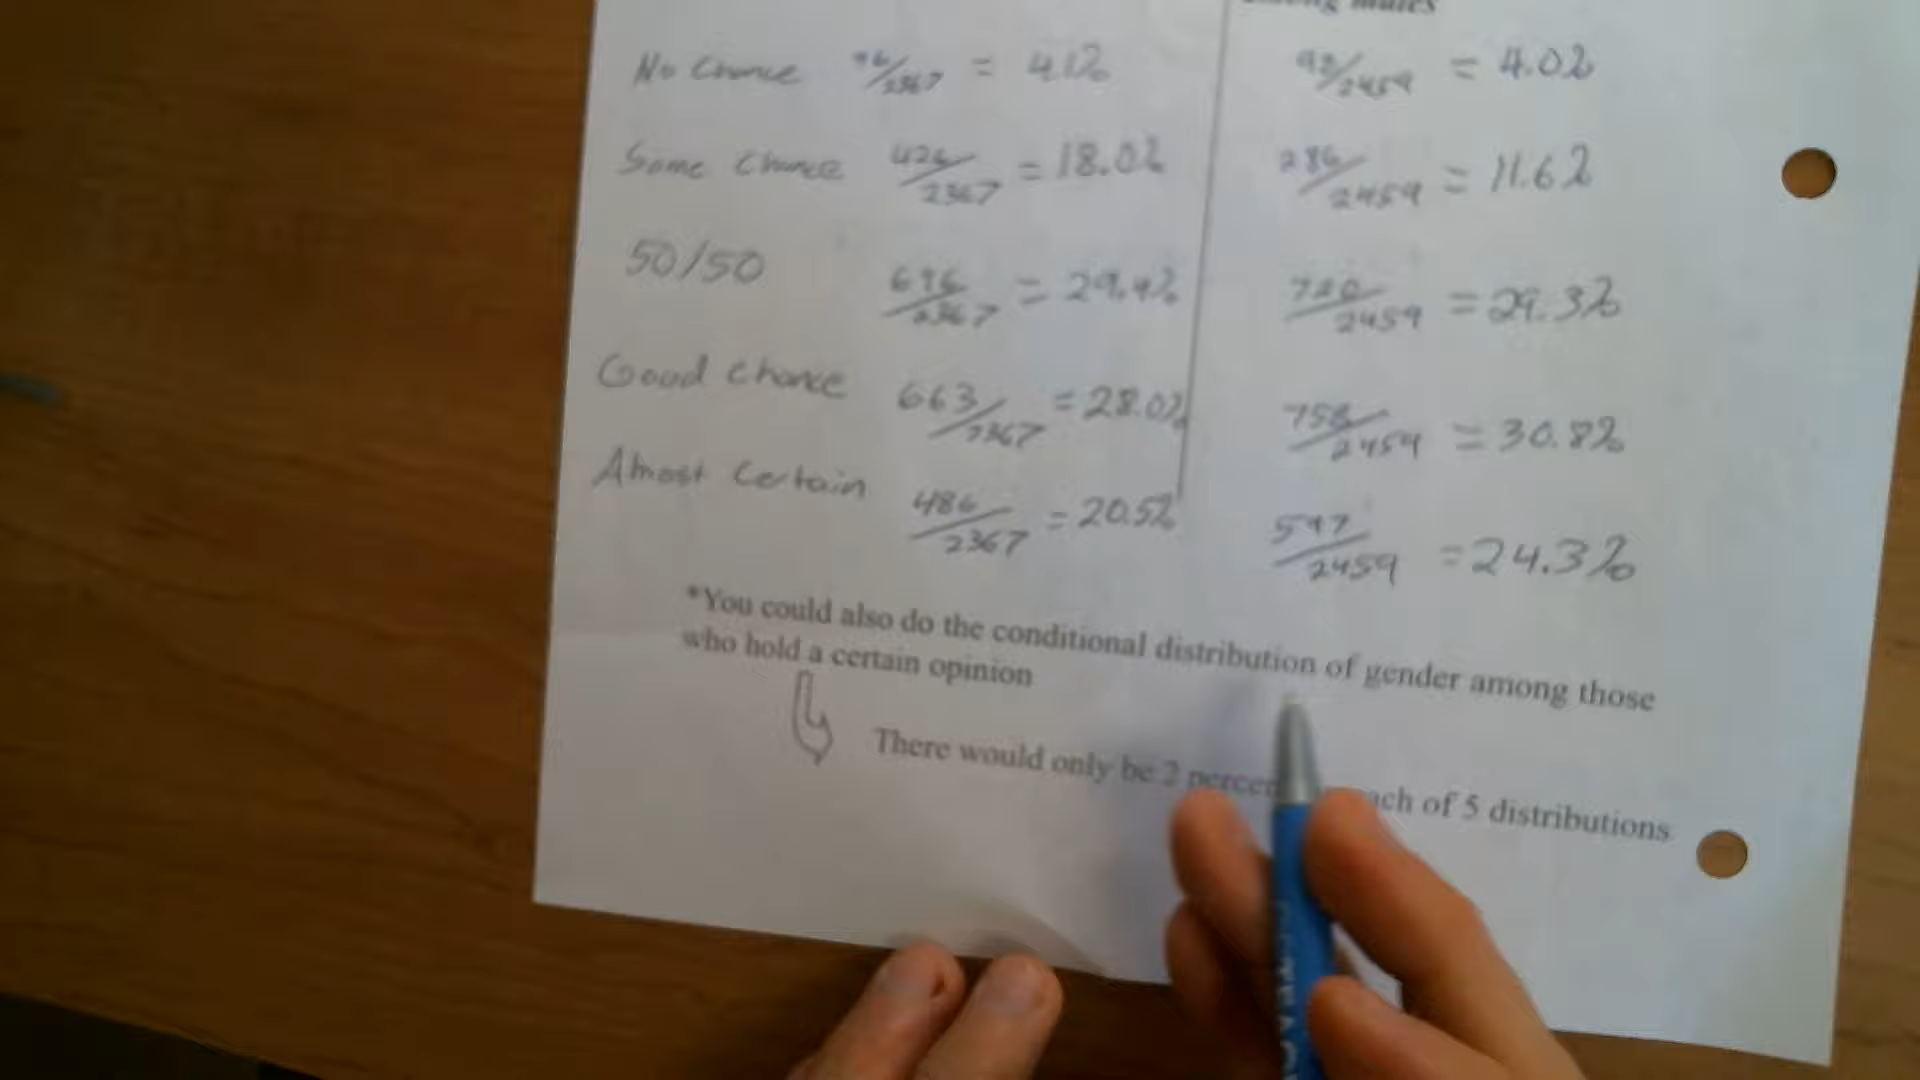 among males
No Chance 96/2367 = 4.1% 98/2459 = 4.0%
Some Chance 426/2367 = 18.0% 286/2459 = 11.6%
50/50 696/2367 = 29.4% 720/2459 = 29.3%
Good chance 663/2367 = 28.0% 758/2459 = 30.8%
Almost Certain 486/2367 = 20.5% 597/2459 = 24.3%
*You could also do the conditional distribution of gender among those
who hold a certain opinion
There would only be 2 of 5 distributions